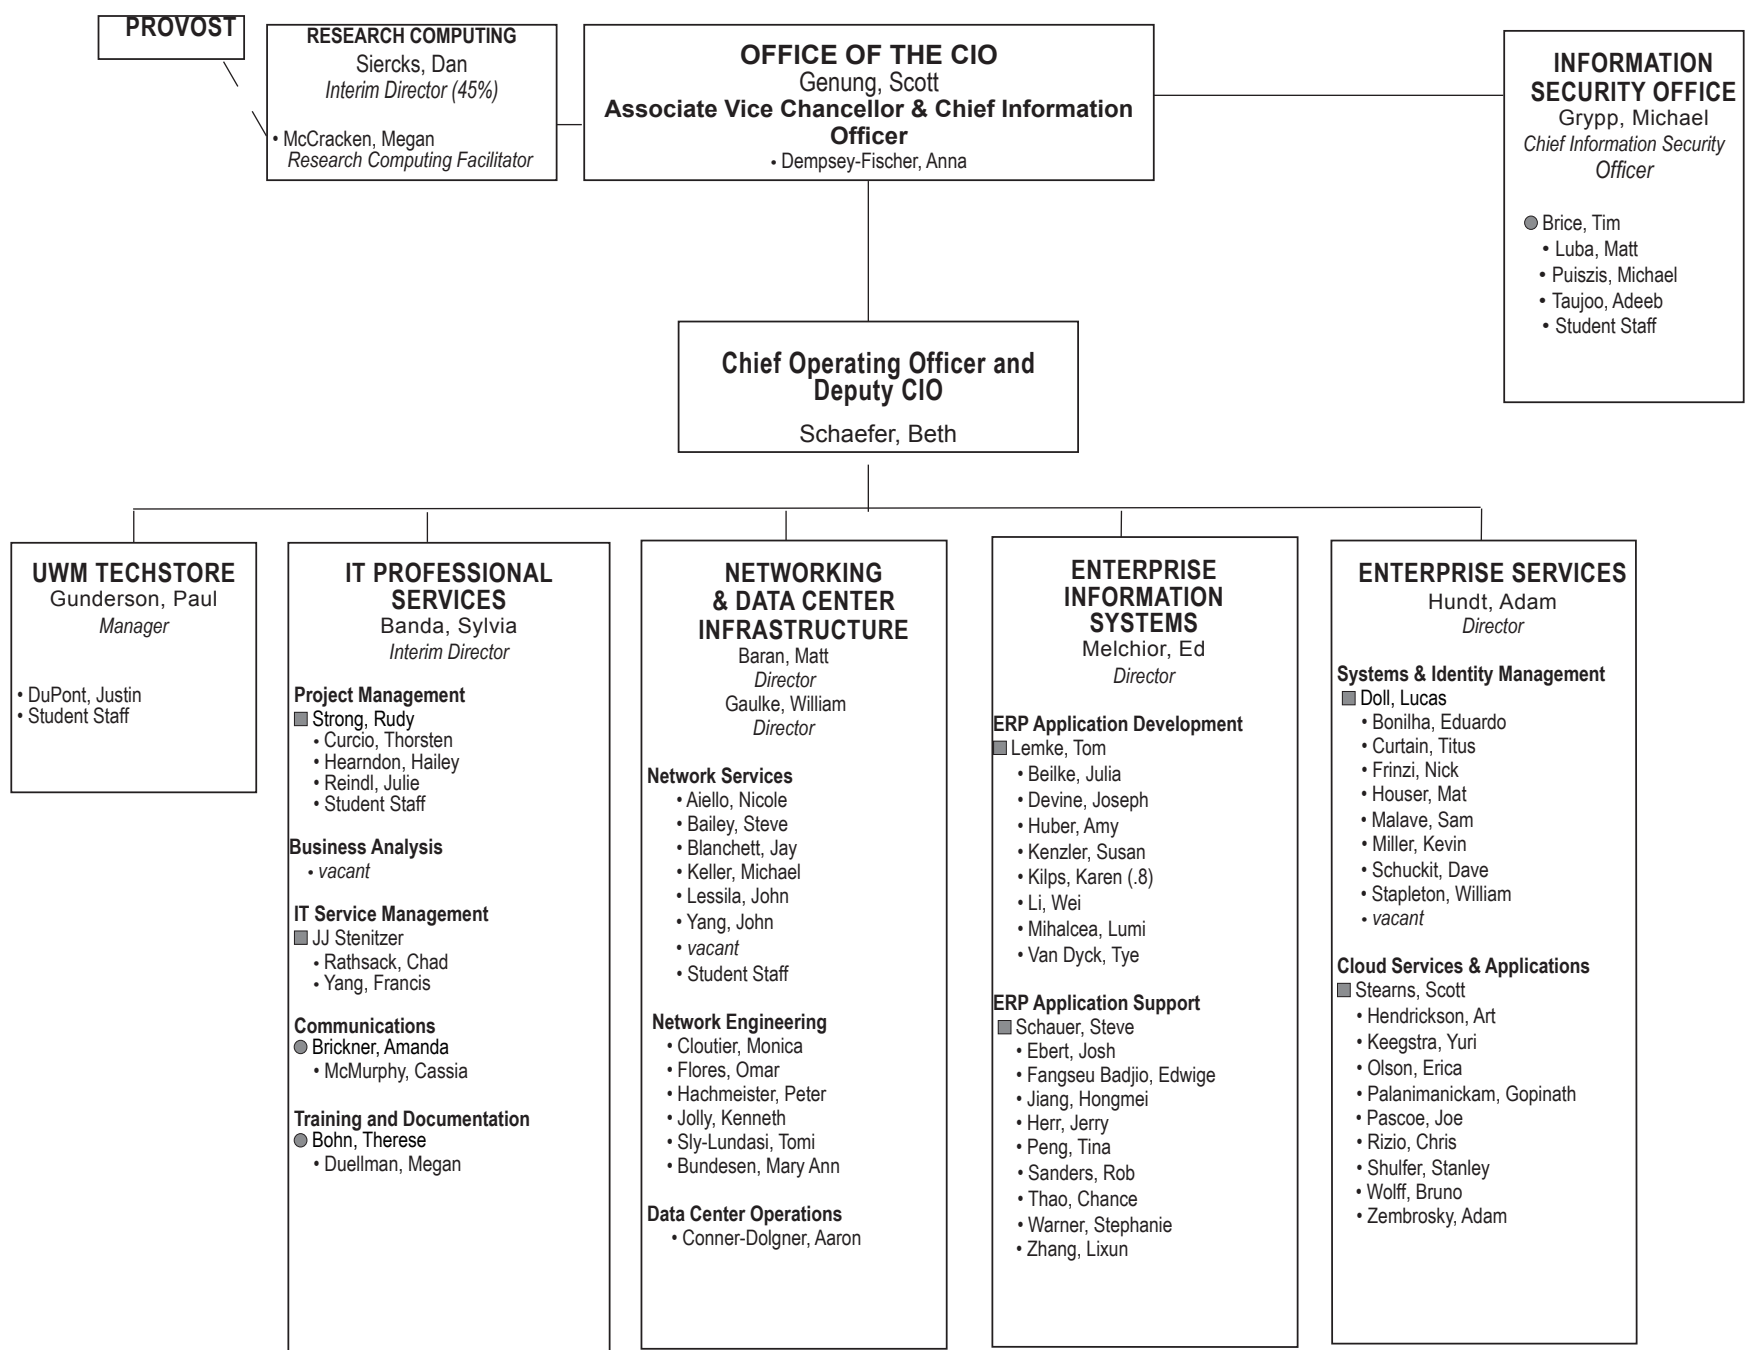 PROVOST
RESEARCH COMPUTING
Siercks, Dan
Interim Director (45%)
• McCracken, Megan
Research Computing Facilitator
OFFICE OF THE CIO
Genung, Scott
Associate Vice Chancellor & Chief Information
Officer
• Dempsey-Fischer, Anna
INFORMATION
SECURITY OFFICE
Grypp, Michael
Chief Information Security
Officer
Brice, Tim
• Luba, Matt
• Puiszis, Michael
• Taujoo, Adeeb
• Student Staff
Chief Operating Officer and
Deputy CIO
Schaefer, Beth
UWM TECHSTORE
Gunderson, Paul
Manager
• DuPont, Justin
• Student Staff
IT PROFESSIONAL
SERVICES
Banda, Sylvia
Interim Director
Project Management
Strong, Rudy
• Curcio, Thorsten
• Hearndon, Hailey
• Reindl, Julie
• Student Staff
Business Analysis
• vacant
IT Service Management
JJ Stenitzer
• Rathsack, Chad
• Yang, Francis
Communications
Brickner, Amanda
• McMurphy, Cassia
Training and Documentation
Bohn, Therese
• Duellman, Megan
NETWORKING
& DATA CENTER
INFRASTRUCTURE
Baran, Matt
Director
Gaulke, William
Director
Network Services
• Aiello, Nicole
• Bailey, Steve
• Blanchett, Jay
• Keller, Michael
• Lessila, John
• Yang, John
• vacant
• Student Staff
Network Engineering
• Cloutier, Monica
• Flores, Omar
• Hachmeister, Peter
• Jolly, Kenneth
• Sly-Lundasi, Tomi
• Bundesen, Mary Ann
Data Center Operations
• Conner-Dolgner, Aaron
ENTERPRISE
INFORMATION
SYSTEMS
Melchior, Ed
Director
ERP Application Development
Lemke, Tom
• Beilke, Julia
• Devine, Joseph
• Huber, Amy
• Kenzler, Susan
• Kilps, Karen (.8)
• Li, Wei
• Mihalcea, Lumi
• Van Dyck, Tye
ERP Application Support
Schauer, Steve
• Ebert, Josh
• Fangseu Badjio, Edwige
• Jiang, Hongmei
• Herr, Jerry
• Peng, Tina
• Sanders, Rob
• Thao, Chance
• Warner, Stephanie
• Zhang, Lixun
ENTERPRISE SERVICES
Hundt, Adam
Director
Systems & Identity Management
Doll, Lucas
• Bonilha, Eduardo
• Curtain, Titus
• Frinzi, Nick
• Houser, Mat
• Malave, Sam
• Miller, Kevin
• Schuckit, Dave
• Stapleton, William
• vacant
Cloud Services & Applications
Stearns, Scott
• Hendrickson, Art
• Keegstra, Yuri
• Olson, Erica
• Palanimanickam, Gopinath
• Pascoe, Joe
• Rizio, Chris
• Shulfer, Stanley
• Wolff, Bruno
• Zembrosky, Adam